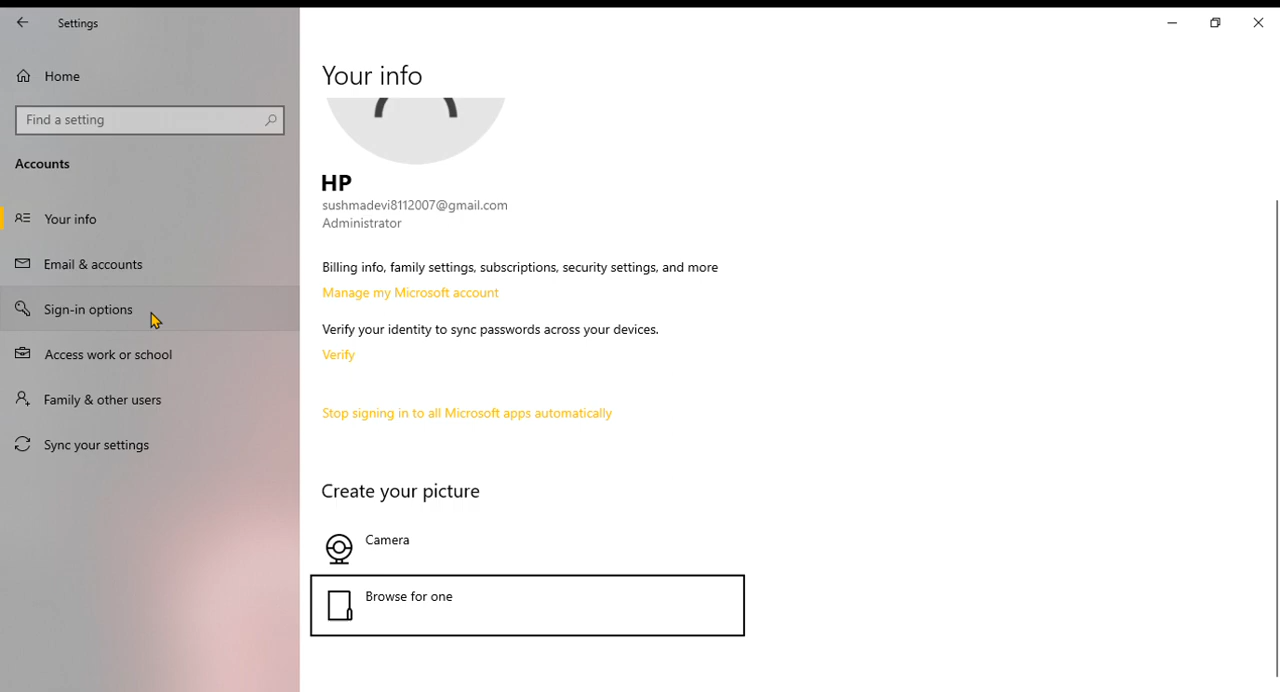 Settings
Home
Find a setting
Accounts
Your info
Email & accounts
Sign-in options
Access work or school
Family & other users
Sync your settings
Your info
HP
sushmadevi8112007@gmail.com
Administrator
Billing info, family settings, subscriptions, security settings, and more
Manage my Microsoft account
Verify your identity to sync passwords across your devices.
Verify
Stop signing in to all Microsoft apps automatically
Create your picture
Camera
Browse for one